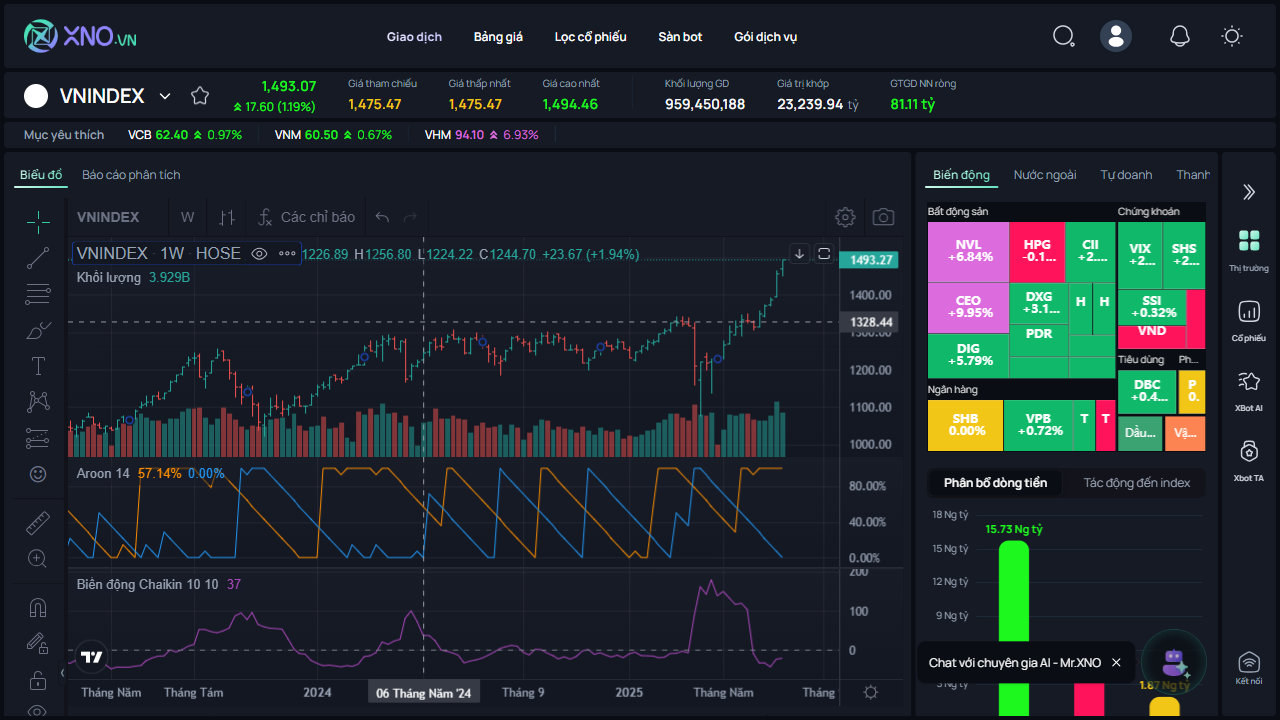 XNO.VN
Giao dịch
Bảng giá
Lọc cổ phiếu
Sàn bot
Gói dịch vụ
VNINDEX
1,493.07
17.60 (1.19%)
Giá tham chiếu
1,475.47
Giá thấp nhất
1,475.47
Giá cao nhất
1,494.46
Khối lượng GD
959,450,188
Giá trị khớp
23,239.94 tỷ
GTGD NN ròng
81.11 tỷ
Mục yêu thích
VCB 62.40 0.97%
VNM 60.50 0.67%
VHM 94.10 6.93%
Biểu đồ
Báo cáo phân tích
VNINDEX
W
Các chỉ báo
VNINDEX · 1W · HOSE
1226.89 H1256.80 L1224.22 C1244.70 +23.67 (+1.94%)
Khối lượng 3.929B
1493.27
1400.00
1328.44
1300.00
1200.00
1100.00
1000.00
Aroon 14 57.14% 0.00%
80.00%
40.00%
0.00%
Biên động Chaikin 10 10 37
200
100
0
Tháng Năm
Tháng Tám
2024
06 Tháng Năm '24
Tháng 9
2025
Tháng Năm
Tháng
Biến động
Nước ngoài
Tự doanh
Thanh
Bất động sản
NVL
+6.84%
HPG
-0.1...
CII
+2....
CEO
+9.95%
DXG
+3.1...
H
H
PDR
DIG
+5.79%
Chứng khoán
VIX
+2...
SHS
+2...
SSI
+0.32%
VND
Tiêu dùng
Ph...
DBC
+0.4...
P
0.
Dầu...
Vậ...
Ngân hàng
SHB
0.00%
VPB
+0.72%
T
T
Phân bổ dòng tiền
Tác động đến index
18 Ng tỷ
15.73 Ng tỷ
15 Ng tỷ
12 Ng tỷ
9 Ng tỷ
3 Ng tỷ
1.87 Ng tỷ
Chat với chuyên gia AI - Mr.XNO
Thị trường
Cổ phiếu
XBot AI
Xbot TA
Kết nối